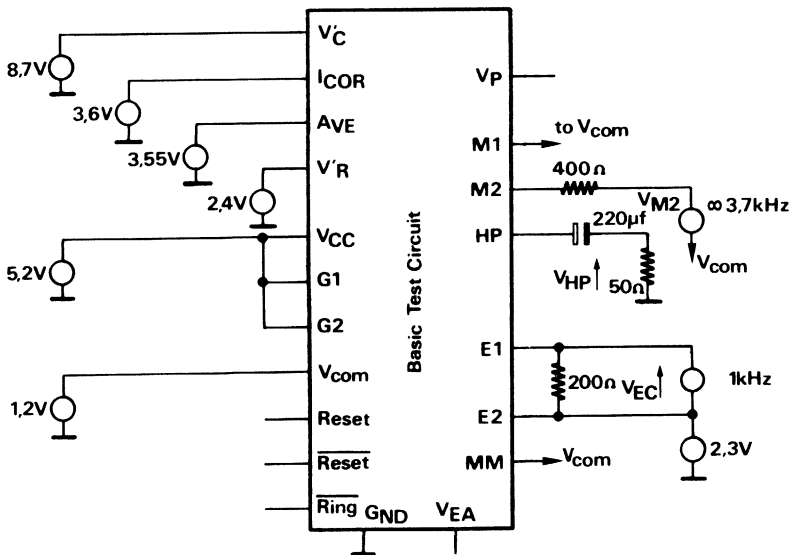 V'C
8,7V
ICOR
3,6V
AVE
3,55V
V'R
2,4V
VCC
5,2V
G1
G2
Vcom
1,2V
Reset
Reset
Ring
GND
VEA
Basic Test Circuit
VP
M1
to Vcom
M2
400Ω
VM2
∞ 3,7kHz
Vcom
HP
220µf
VHP
50Ω
E1
200Ω
VEC
1kHz
E2
2,3V
MM
Vcom